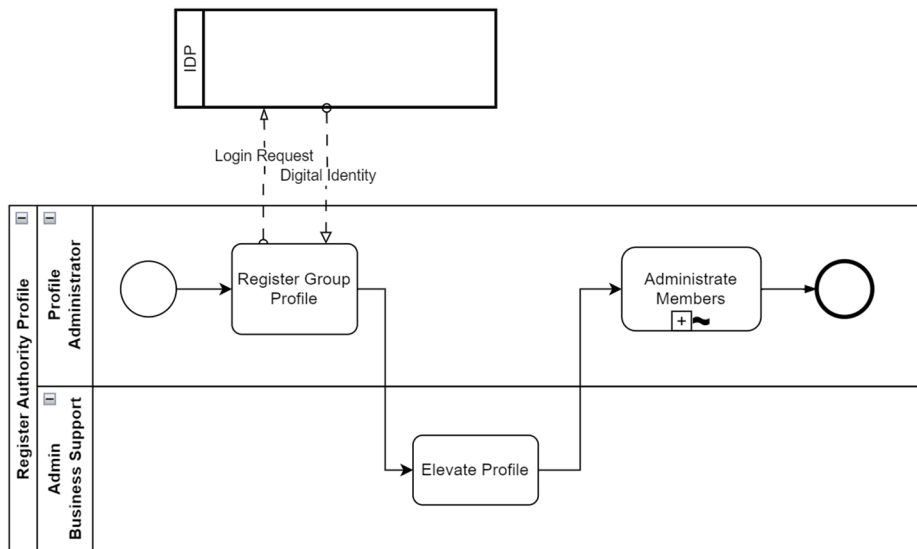 IDP
Login Request
Digital Identity
Register Authority Profile
Profile
Administrator
Register Group
Profile
Administrate
Members
+
Admin
Business Support
Elevate Profile